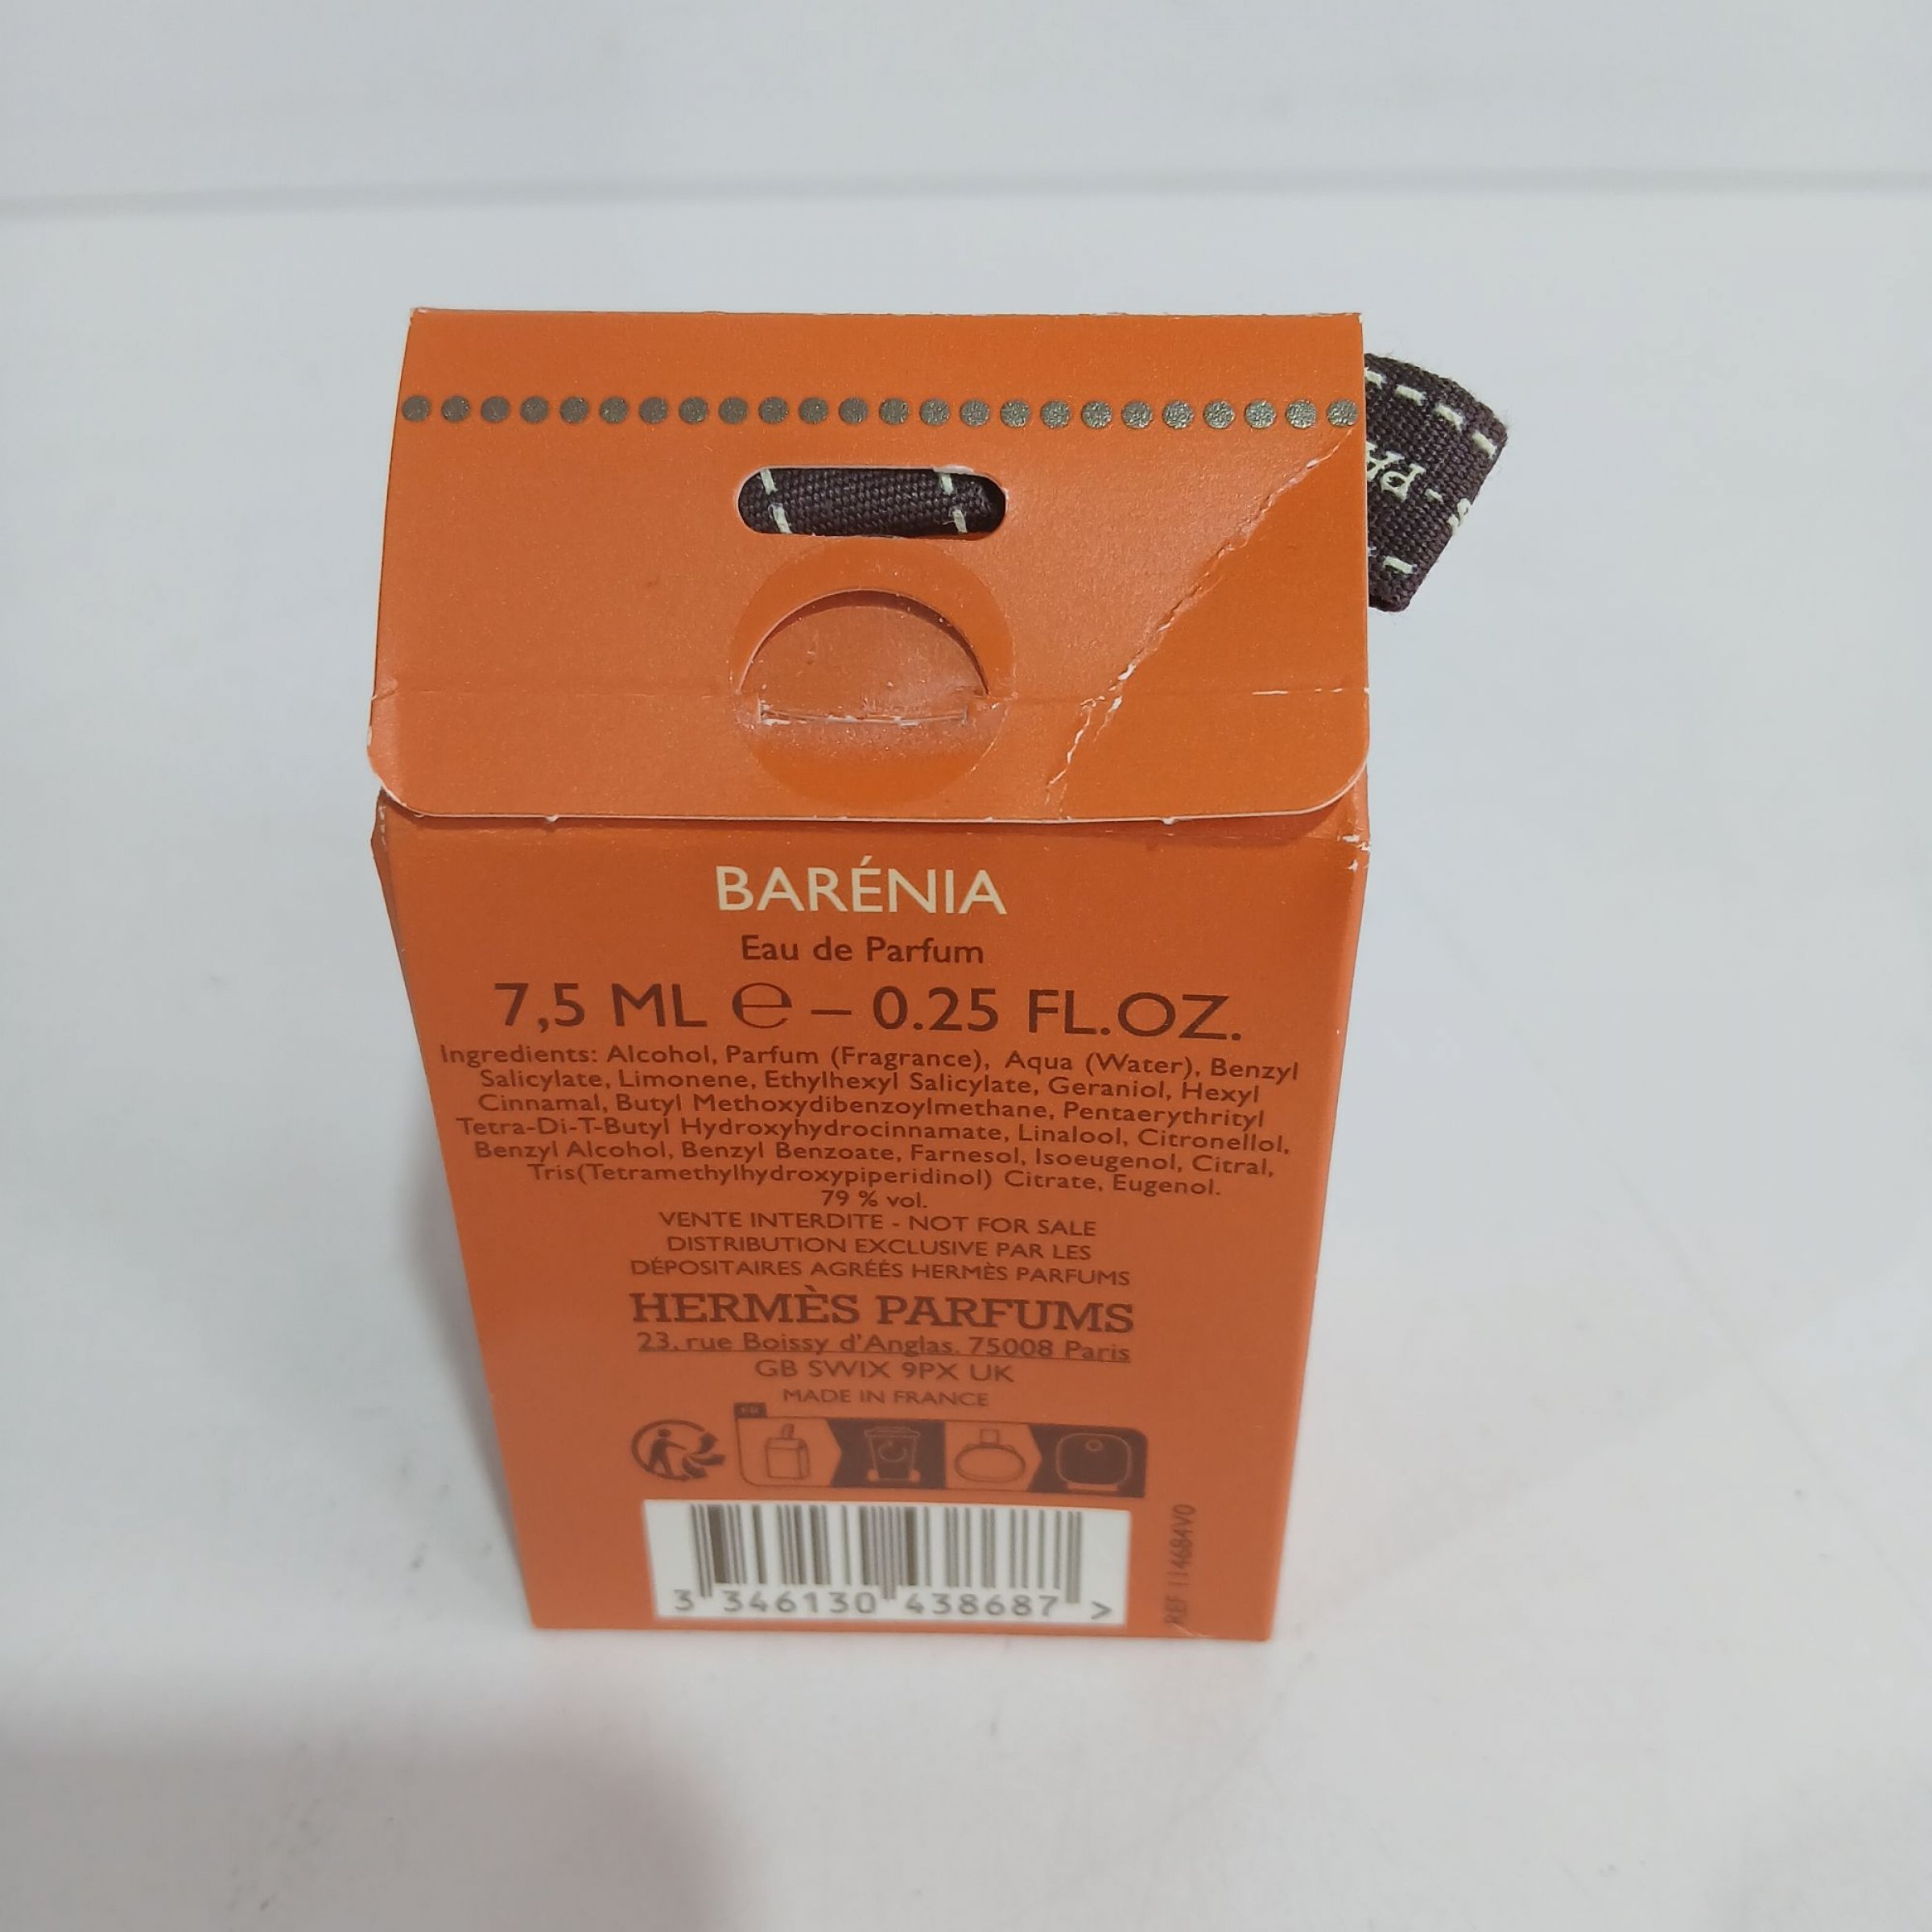 BARÉNIA
Eau de Parfum
7,5 ML e – 0.25 FL.OZ.
Ingredients: Alcohol, Parfum (Fragrance), Aqua (Water), Benzyl
Salicylate, Limonene, Ethylhexyl Salicylate, Geraniol, Hexyl
Cinnamal, Butyl Methoxydibenzoylmethane, Pentaerythrityl
Tetra-Di-T-Butyl Hydroxyhydrocinnamate, Linalool, Citronellol,
Benzyl Alcohol, Benzyl Benzoate, Farnesol, Isoeugenol, Citral,
Tris(Tetramethylhydroxypiperidinol) Citrate, Eugenol.
79 % vol.
VENTE INTERDITE - NOT FOR SALE
DISTRIBUTION EXCLUSIVE PAR LES
DÉPOSITAIRES AGRÉÉS HERMÈS PARFUMS
HERMÈS PARFUMS
23, rue Boissy d'Anglas, 75008 Paris
GB SW1X 9PX UK
MADE IN FRANCE
FR
3 346130 438687 >
REF 114684V0